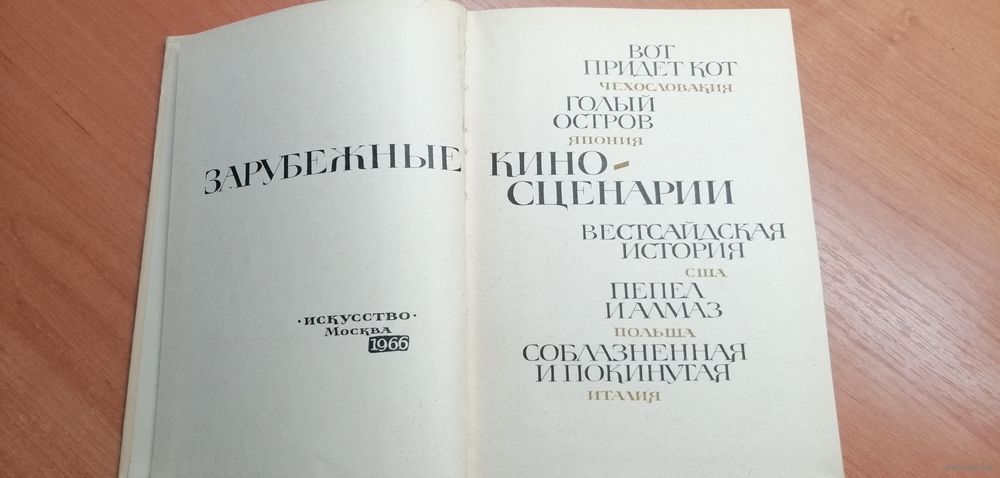 ЗАРУБЕЖНЫЕ
·ИСКУССТВО·
МОСКВА
1966
ВОТ
ПРИДЕТ КОТ
ЧЕХОСЛОВАКИЯ
ГОЛЫЙ
ОСТРОВ
ЯПОНИЯ
КИНО-
СЦЕНАРИИ
ВЕСТСАЙДСКАЯ
ИСТОРИЯ
США
ПЕПЕЛ
И АЛМАЗ
ПОЛЬША
СОБЛАЗНЕННАЯ
И ПОКИНУТАЯ
ИТАЛИЯ